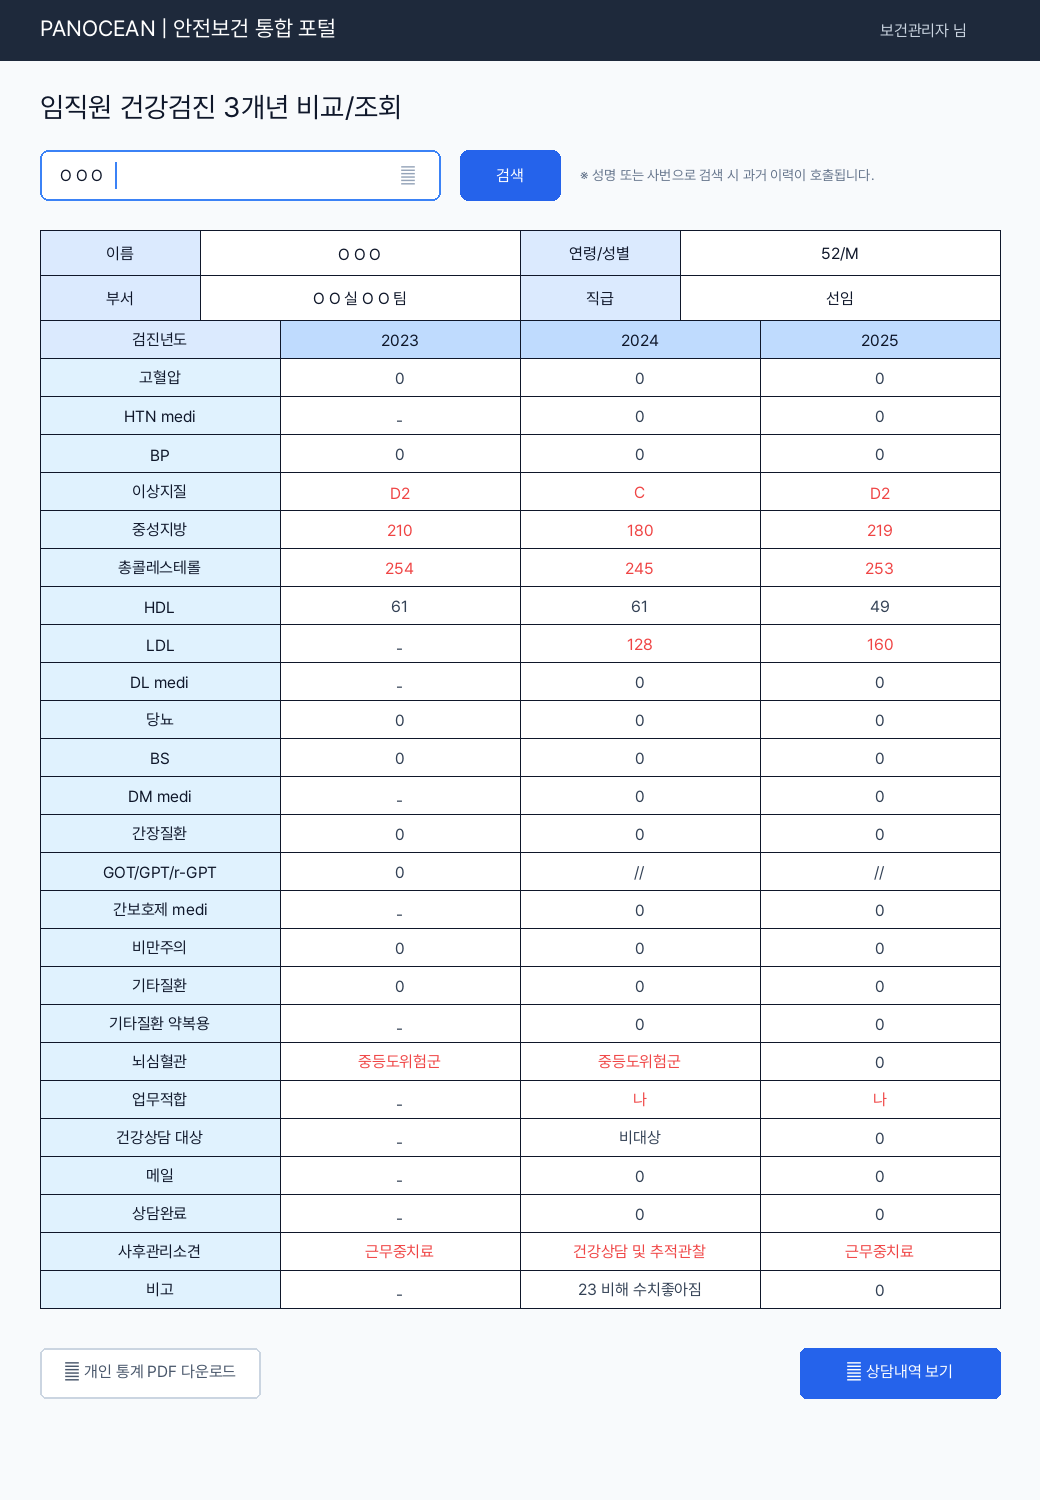 PANOCEAN | 안전보건 통합 포털
보건관리자 님
임직원 건강검진 3개년 비교/조회
O O O
검색
※ 성명 또는 사번으로 검색 시 과거 이력이 호출됩니다.
이름 O O O 연령/성별 52/M
부서 O O 실 O O 팀 직급 선임
검진년도 2023 2024 2025
고혈압 0 0 0
HTN medi - 0 0
BP 0 0 0
이상지질 D2 C D2
중성지방 210 180 219
총콜레스테롤 254 245 253
HDL 61 61 49
LDL - 128 160
DL medi - 0 0
당뇨 0 0 0
BS 0 0 0
DM medi - 0 0
간장질환 0 0 0
GOT/GPT/r-GPT 0 // //
간보호제 medi - 0 0
비만주의 0 0 0
기타질환 0 0 0
기타질환 약복용 - 0 0
뇌심혈관 중등도위험군 중등도위험군 0
업무적합 - 나 나
건강상담 대상 - 비대상 0
메일 - 0 0
상담완료 - 0 0
사후관리소견 근무중치료 건강상담 및 추적관찰 근무중치료
비고 - 23 비해 수치좋아짐 0
개인 통계 PDF 다운로드
상담내역 보기